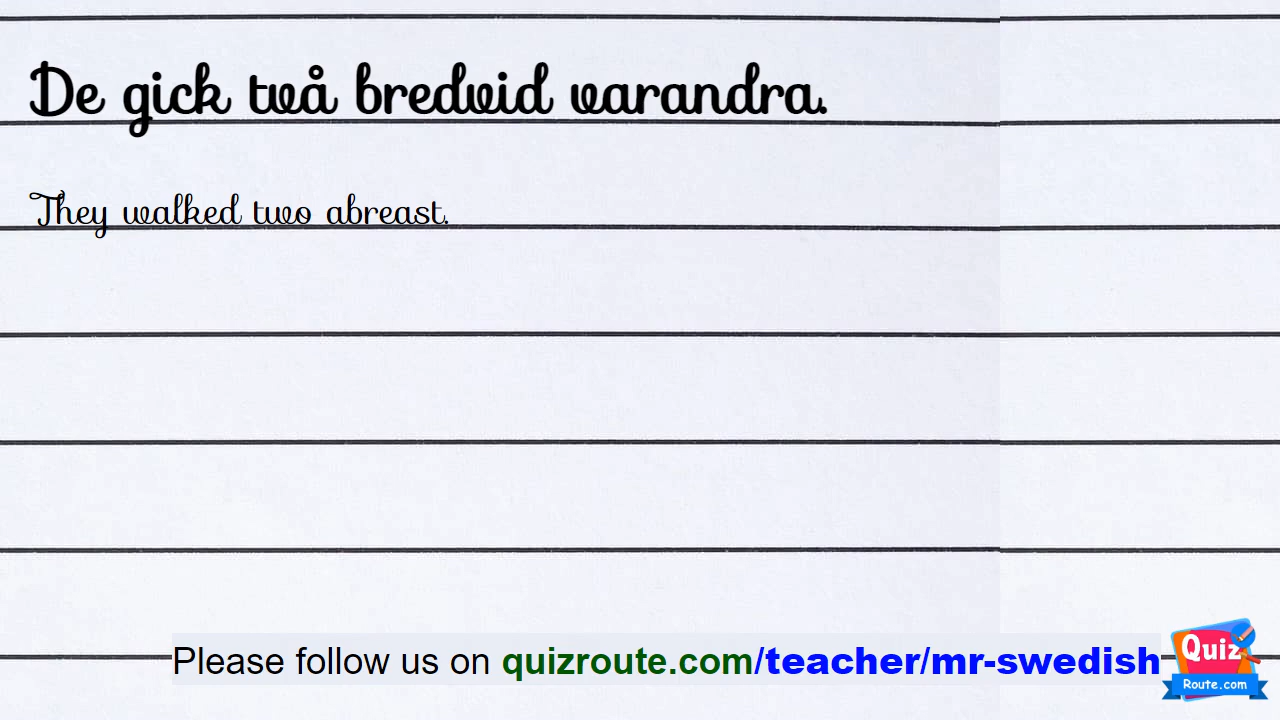 De gick två bredvid varandra.
They walked two abreast.
Please follow us on quizroute.com/teacher/mr-swedish
Quiz
Route.com